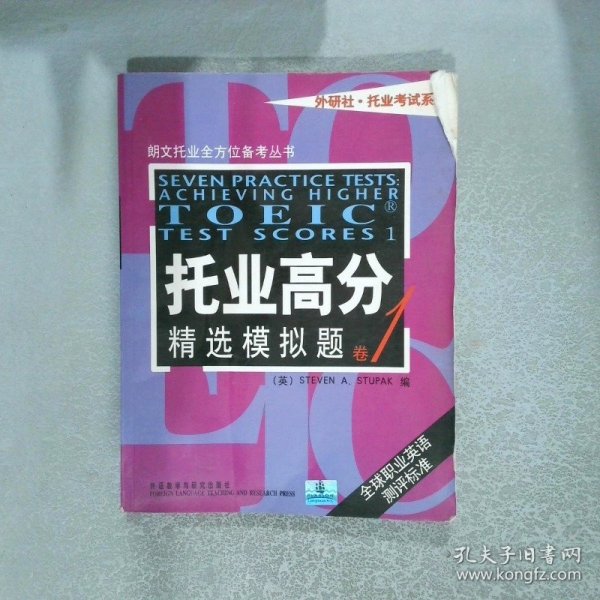 外研社·托业考试系
朗文托业全方位备考丛书
SEVEN PRACTICE TESTS:
ACHIEVING HIGHER
TOEIC®
TEST SCORES 1
托业高分
精选模拟题 卷1
(英) STEVEN A. STUPAK 编
全球职业英语
测评标准
外语教学与研究出版社
FOREIGN LANGUAGE TEACHING AND RESEARCH PRESS
孔夫子旧书网
www.kongfz.com